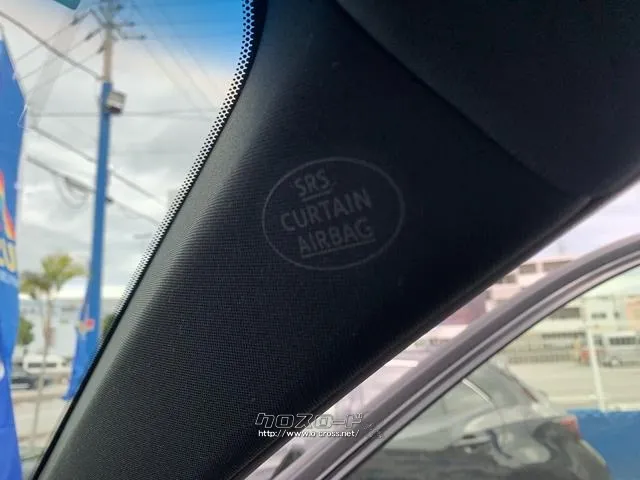 SRS
CURTAIN
AIRBAG
クロスロード
http://www.o-cross.net/